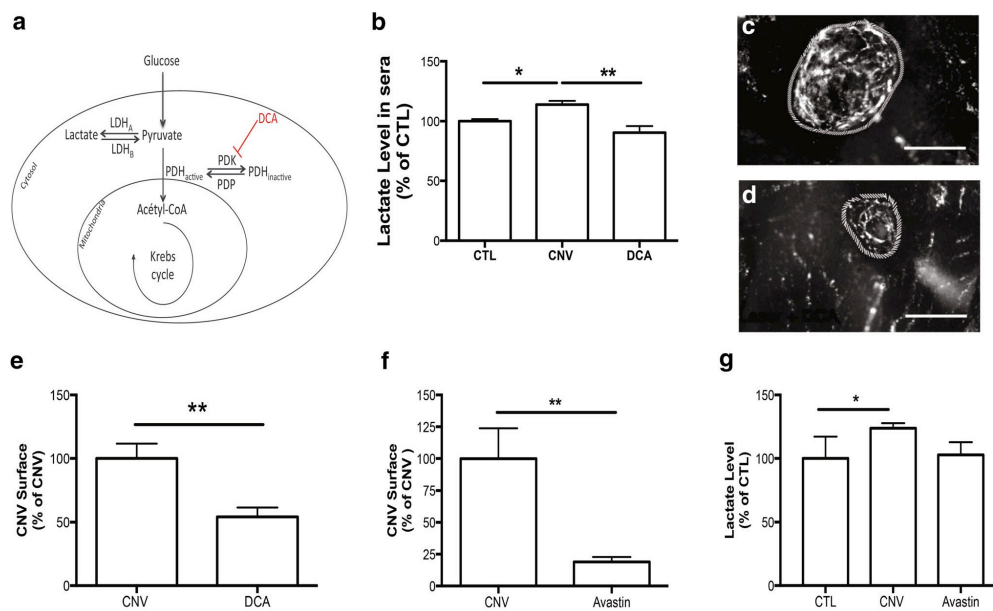 a
Glucose
Lactate
LDHA
LDHB
Pyruvate
DCA
PDHactive
PDK
PDP
PDHinactive
Cytosol
Mitochondria
Acétyl-CoA
Krebs
cycle
b
Lactate Level in sera
(% of CTL)
150
100
50
0
*
**
CTL
CNV
DCA
c
d
e
CNV Surface
(% of CNV)
150
100
50
0
**
CNV
DCA
f
CNV Surface
(% of CNV)
150
125
100
75
50
25
0
**
CNV
Avastin
g
Lactate Level
(% of CTL)
150
100
50
0
*
CTL
CNV
Avastin